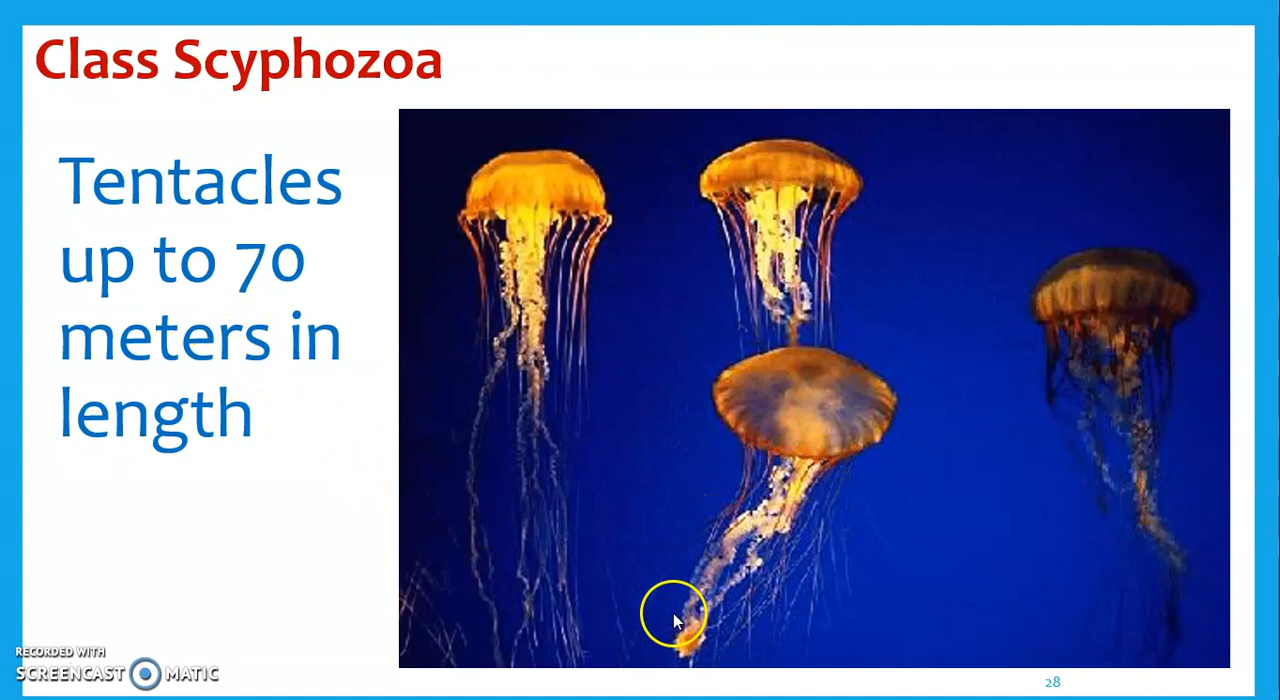 Class Scyphozoa
Tentacles
up to 70
meters in
length
RECORDED WITH
SCREENCAST MATIC
28